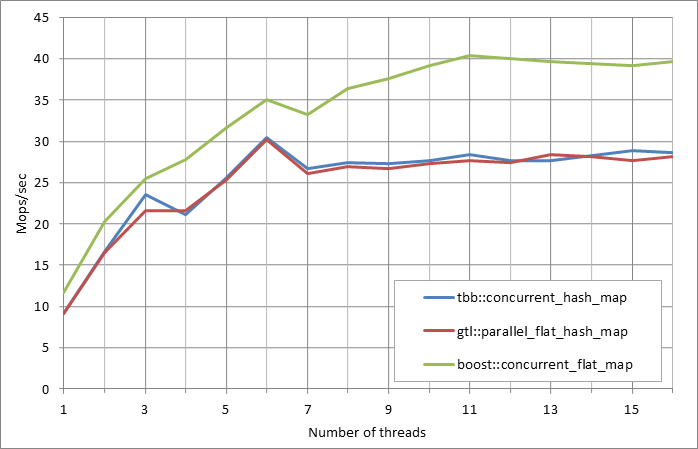 45
40
35
30
25
20
15
10
5
0
Mops/sec
tbb::concurrent_hash_map
gtl::parallel_flat_hash_map
boost::concurrent_flat_map
1 3 5 7 9 11 13 15
Number of threads